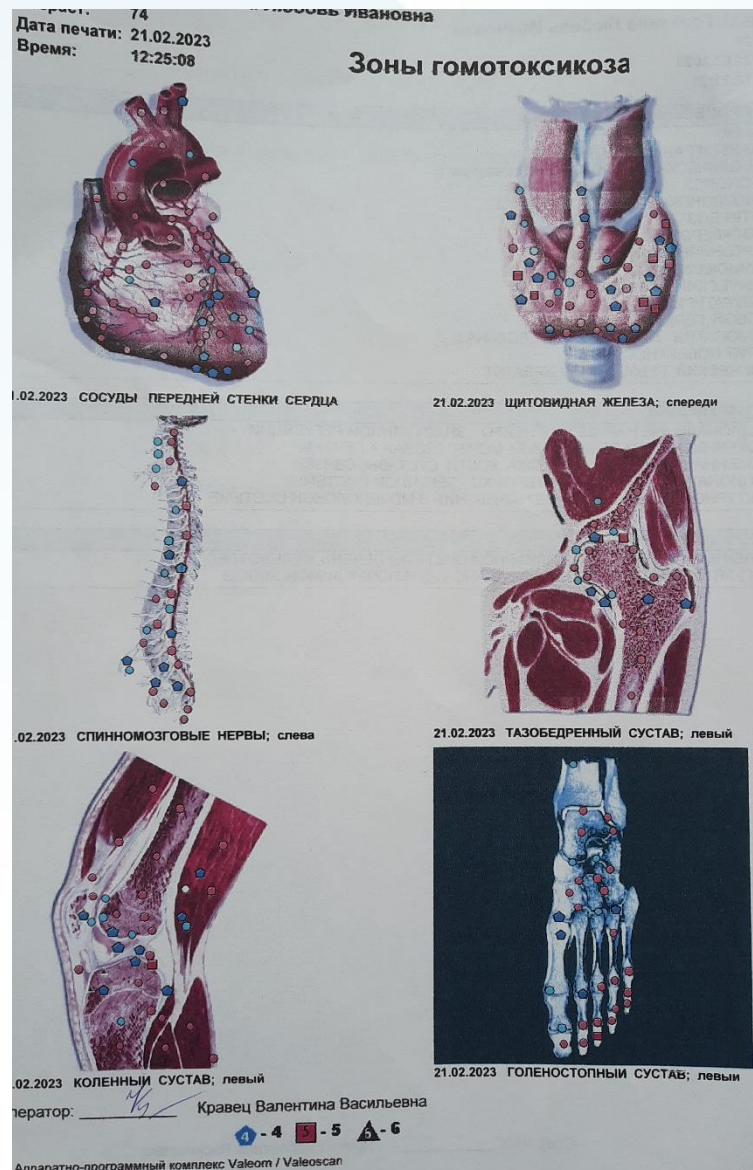 74
Ивановна
Дата печати: 21.02.2023
Время: 12:25:08
Зоны гомотоксикоза
.02.2023 СОСУДЫ ПЕРЕДНЕЙ СТЕНКИ СЕРДЦА
21.02.2023 ЩИТОВИДНАЯ ЖЕЛЕЗА; спереди
.02.2023 СПИННОМОЗГОВЫЕ НЕРВЫ; слева
21.02.2023 ТАЗОБЕДРЕННЫЙ СУСТАВ; левый
.02.2023 КОЛЕННЫЙ СУСТАВ; левый
21.02.2023 ГОЛЕНОСТОПНЫЙ СУСТАВ; левый
ператор: Кравец Валентина Васильевна
4 - 4 5 - 5 6 - 6
Аппаратно-программный комплекс Valeom / Valeoscan